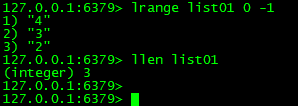 127.0.0.1:6379> lrange list01 0 -1
1) "4"
2) "3"
3) "2"
127.0.0.1:6379> llen list01
(integer) 3
127.0.0.1:6379>
127.0.0.1:6379>